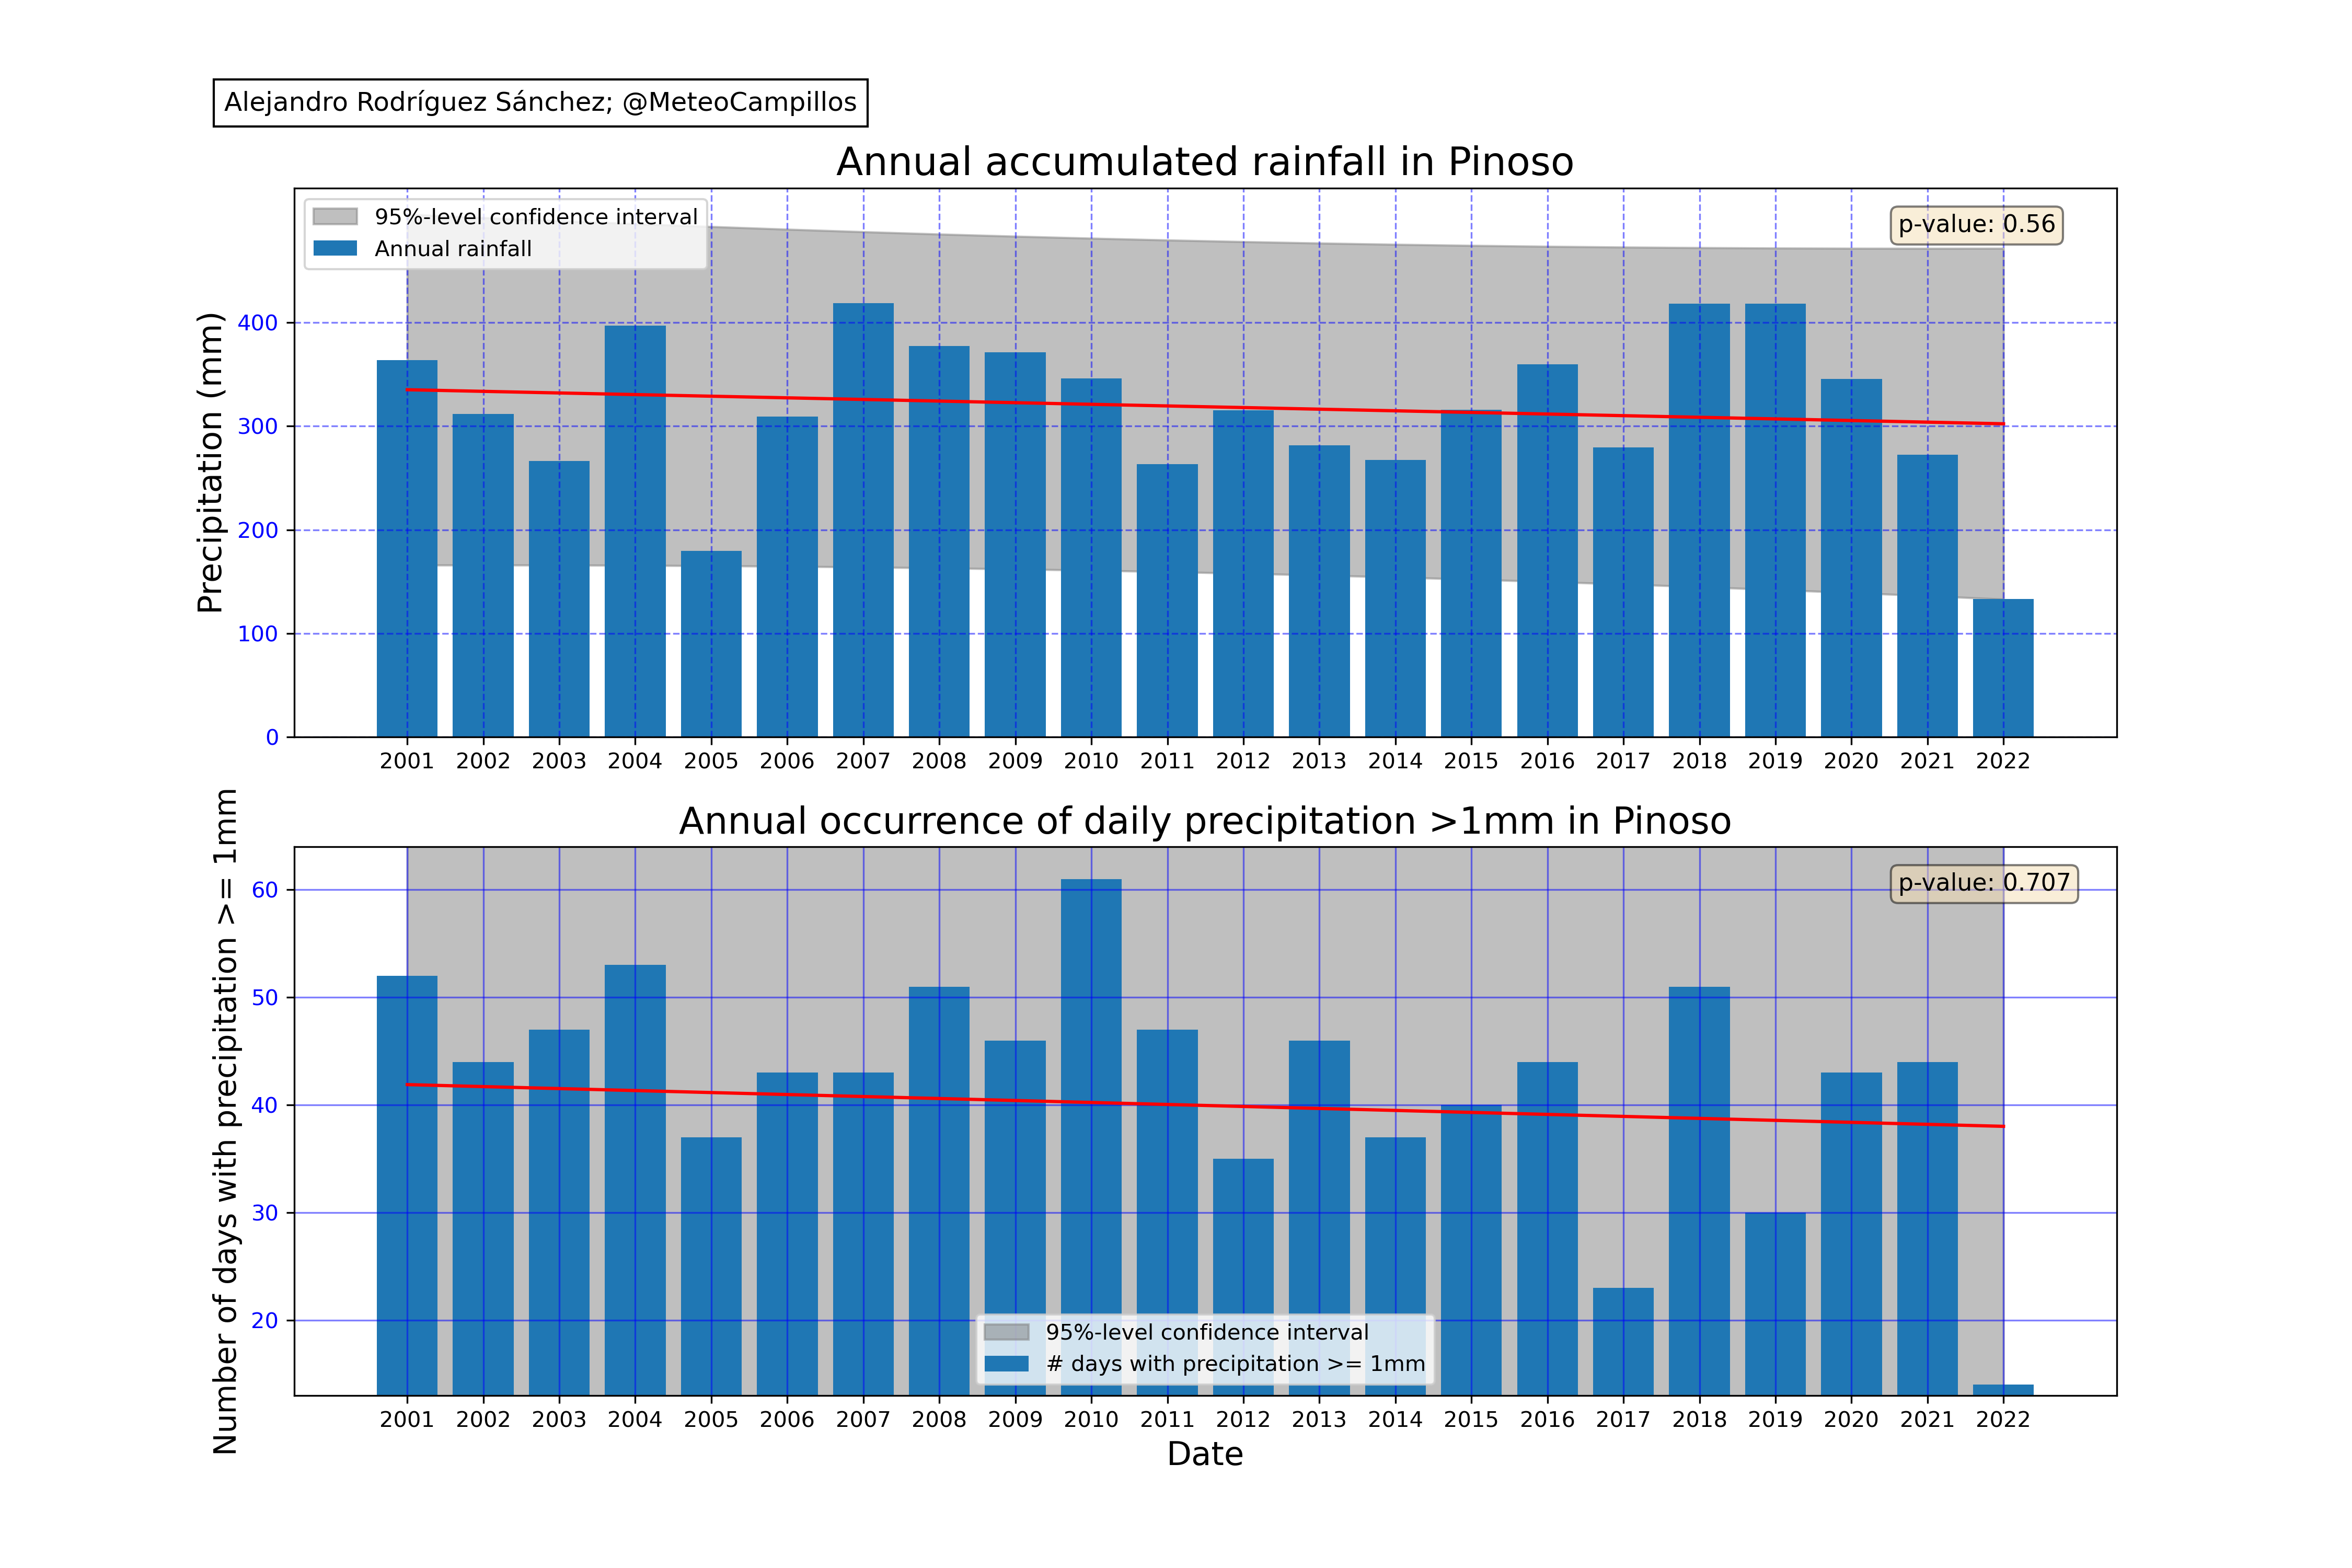 Alejandro Rodríguez Sánchez; @MeteoCampillos
Annual accumulated rainfall in Pinoso
95%-level confidence interval
Annual rainfall
p-value: 0.56
Precipitation (mm)
400
300
200
100
0
2001 2002 2003 2004 2005 2006 2007 2008 2009 2010 2011 2012 2013 2014 2015 2016 2017 2018 2019 2020 2021 2022
Annual occurrence of daily precipitation >1mm in Pinoso
p-value: 0.707
Number of days with precipitation >= 1mm
60
50
40
30
20
95%-level confidence interval
# days with precipitation >= 1mm
2001 2002 2003 2004 2005 2006 2007 2008 2009 2010 2011 2012 2013 2014 2015 2016 2017 2018 2019 2020 2021 2022
Date